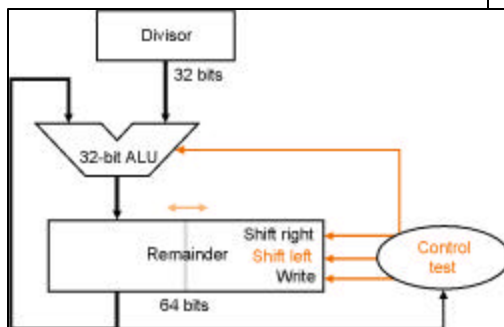 Divisor
32 bits
32-bit ALU
Shift right
Remainder
Shift left
Write
Control
test
64 bits